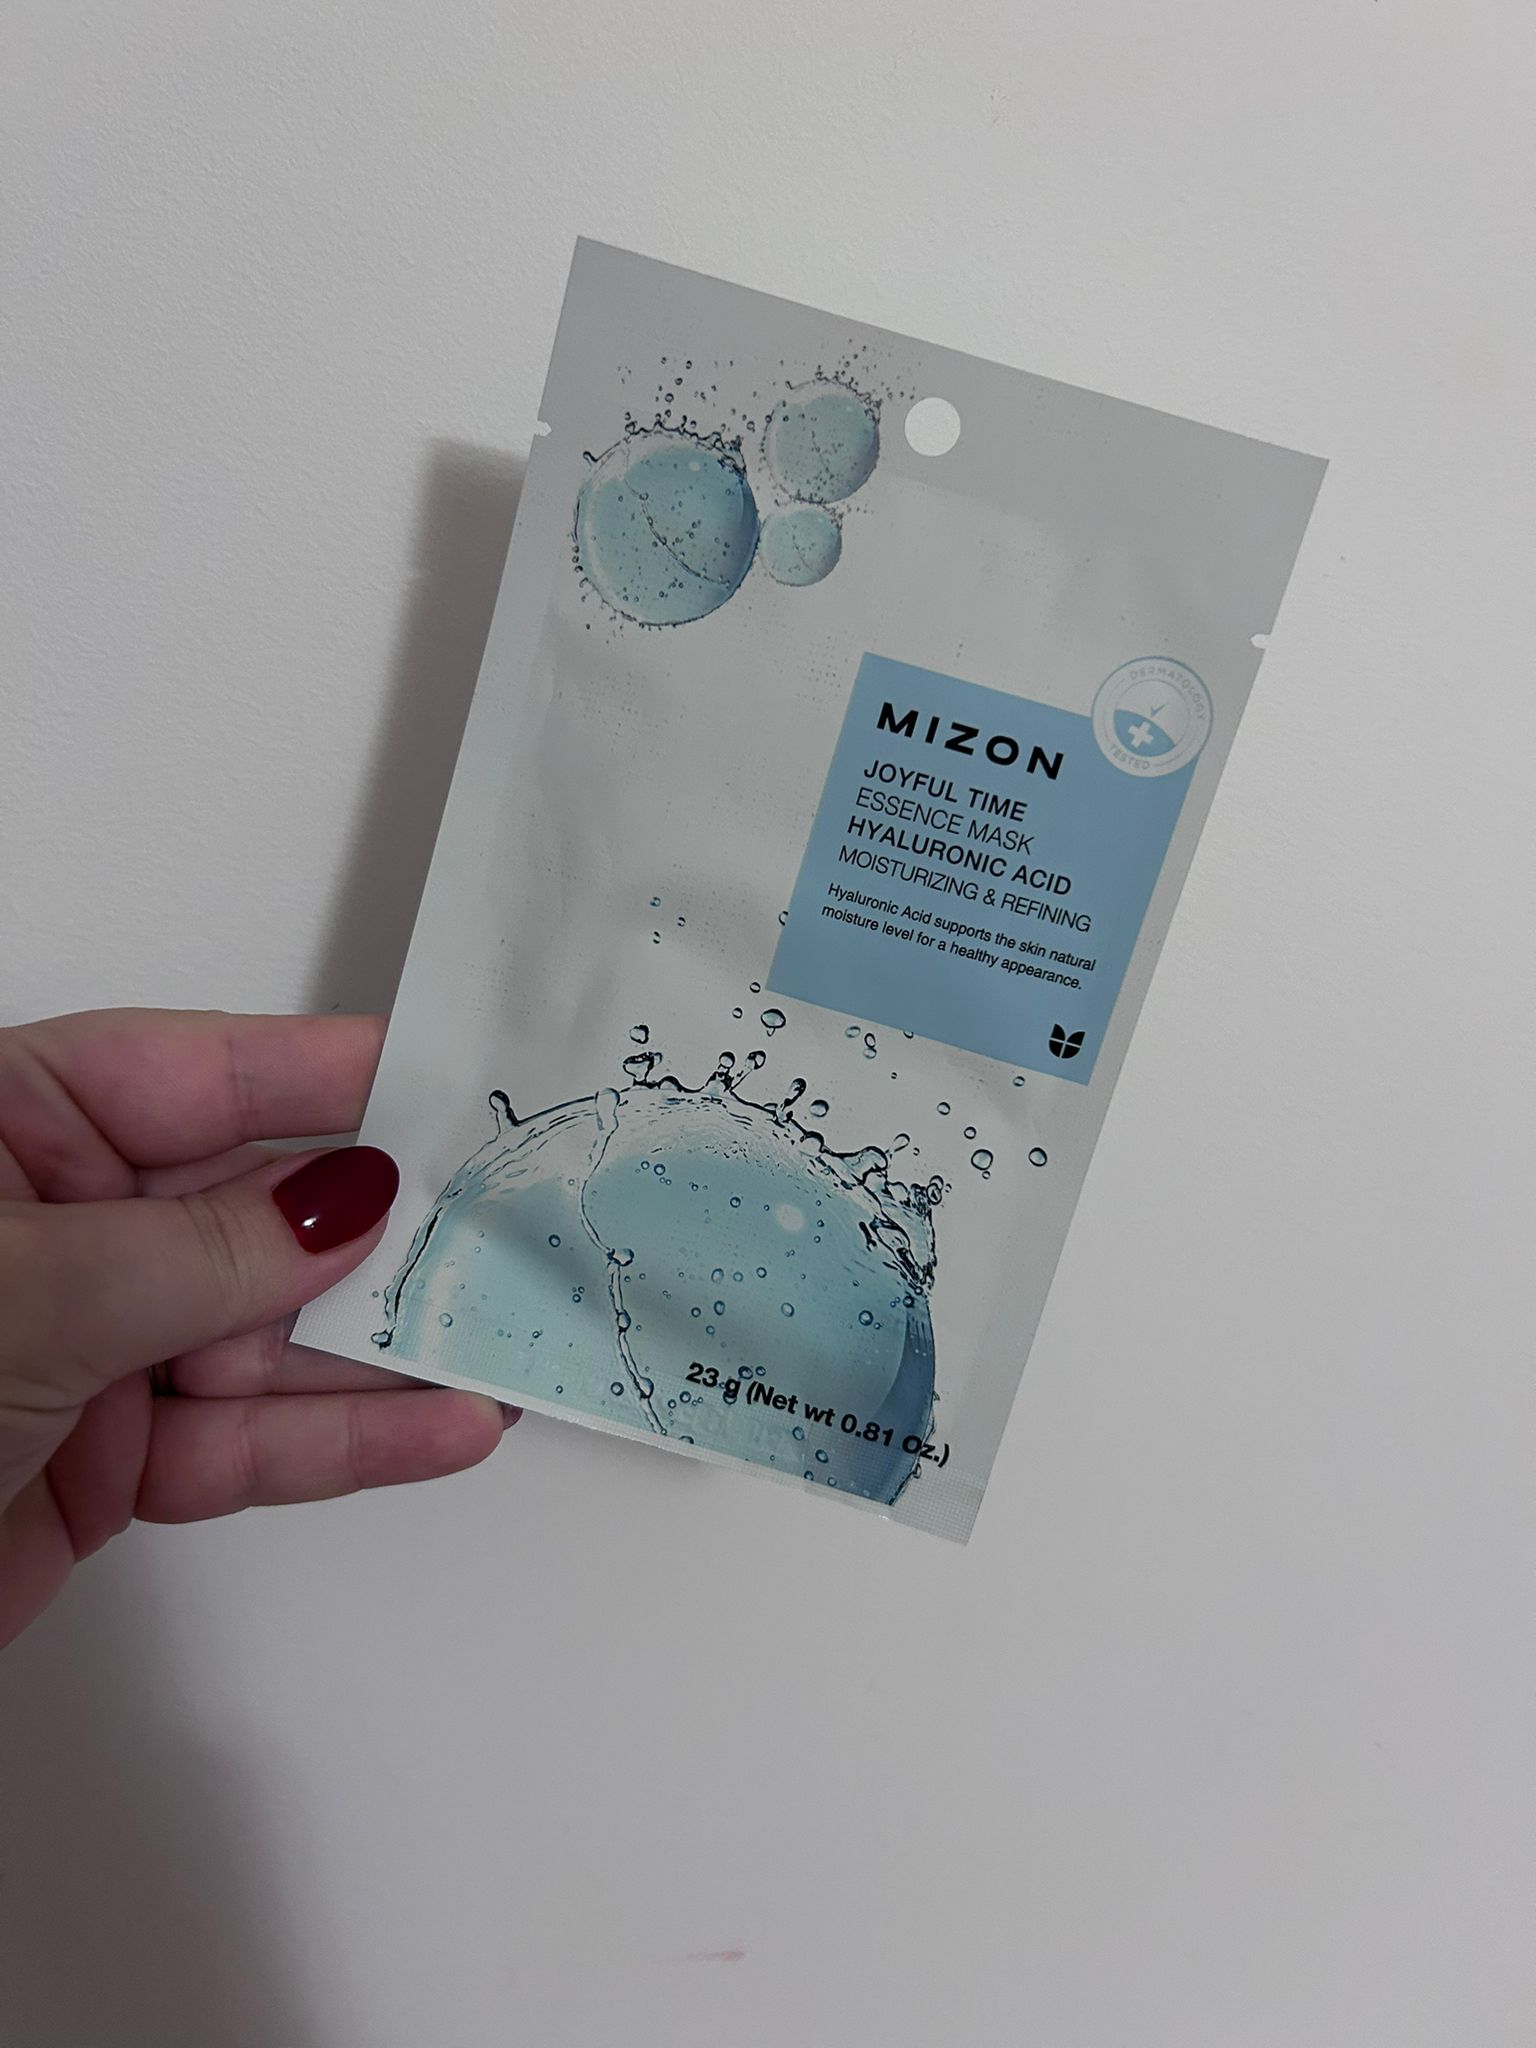 MIZON
DERMATOLOGY
TESTED
JOYFUL TIME
ESSENCE MASK
HYALURONIC ACID
MOISTURIZING & REFINING
Hyaluronic Acid supports the skin natural
moisture level for a healthy appearance.
23 g (Net wt 0.81 Oz.)